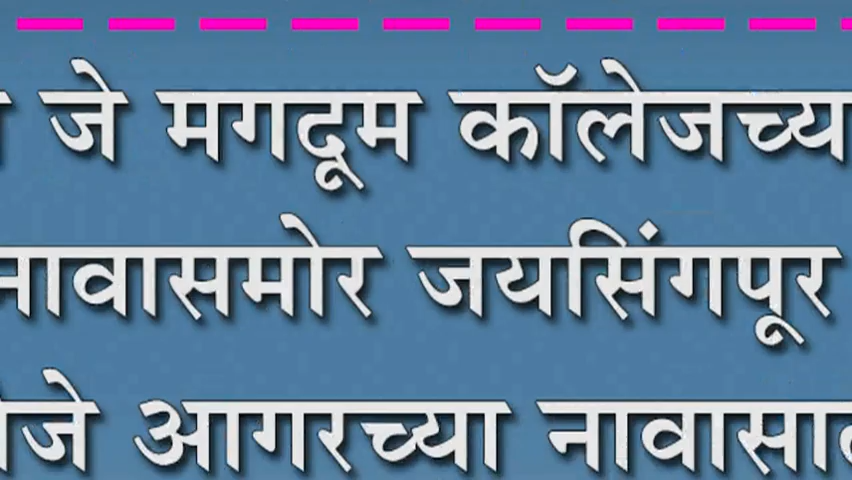 जे मगदूम कॉलेजच्या
नावासमोर जयसिंगपूर
आगरच्या